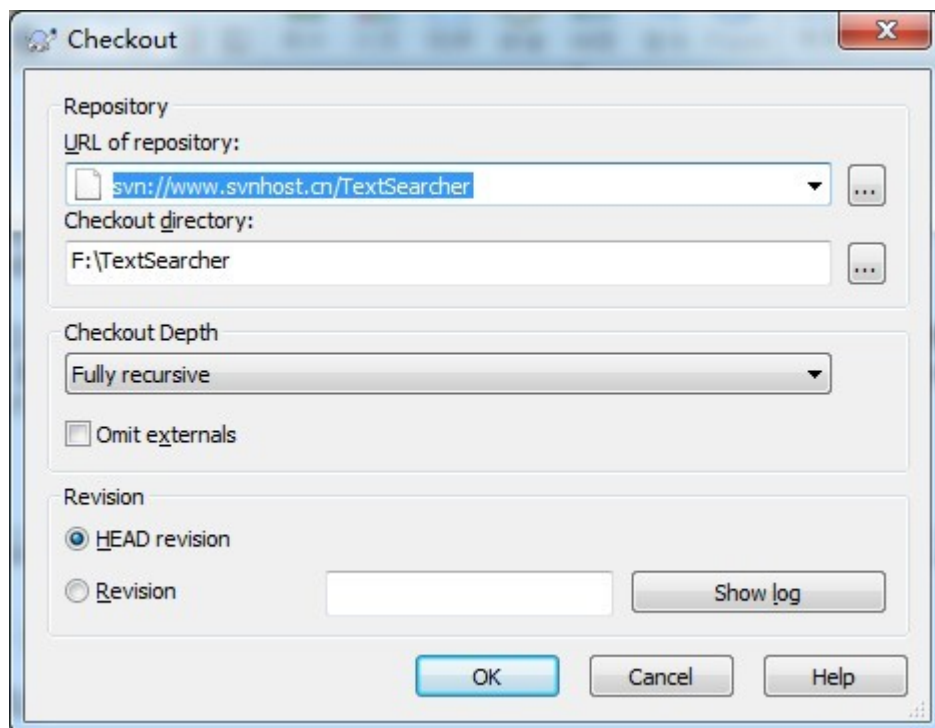 Checkout
Repository
URL of repository:
svn://www.svnhost.cn/TextSearcher
...
Checkout directory:
F:\TextSearcher
...
Checkout Depth
Fully recursive
Omit externals
Revision
HEAD revision
Revision
Show log
OK
Cancel
Help